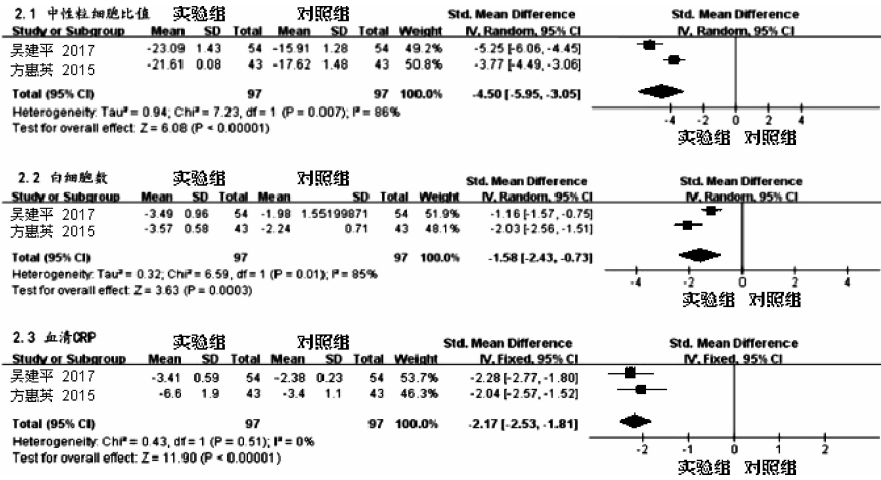 2.1 中性粒细胞比值 实验组 对照组 Std. Mean Difference Std. Mean Difference
Study or Subgroup Mean SD Total Mean SD Total Weight IV, Random, 95% CI IV, Random, 95% CI
吴建平 2017 -23.09 1.43 54 -15.91 1.28 54 49.2% -5.25 [-6.06, -4.45]
方惠英 2015 -21.61 0.08 43 -17.62 1.48 43 50.8% -3.77 [-4.49, -3.06]
Total (95% CI) 97 97 100.0% -4.50 [-5.95, -3.05]
Heterogeneity: Tau² = 0.94; Chi² = 7.23, df = 1 (P = 0.007); I² = 86%
Test for overall effect: Z = 6.08 (P < 0.00001)
-4 -2 0 2 4
实验组 对照组
2.2 白细胞数 实验组 对照组 Std. Mean Difference Std. Mean Difference
Study or Subgroup Mean SD Total Mean SD Total Weight IV, Random, 95% CI IV, Random, 95% CI
吴建平 2017 -3.49 0.96 54 -1.98 1.55199871 54 51.9% -1.16 [-1.57, -0.75]
方惠英 2015 -3.57 0.58 43 -2.24 0.71 43 48.1% -2.03 [-2.56, -1.51]
Total (95% CI) 97 97 100.0% -1.58 [-2.43, -0.73]
Heterogeneity: Tau² = 0.32; Chi² = 6.59, df = 1 (P = 0.01); I² = 85%
Test for overall effect: Z = 3.63 (P = 0.0003)
-4 -2 0 2 4
实验组 对照组
2.3 血清CRP 实验组 对照组 Std. Mean Difference Std. Mean Difference
Study or Subgroup Mean SD Total Mean SD Total Weight IV, Fixed, 95% CI IV, Fixed, 95% CI
吴建平 2017 -3.41 0.59 54 -2.38 0.23 54 53.7% -2.28 [-2.77, -1.80]
方惠英 2015 -6.6 1.9 43 -3.4 1.1 43 46.3% -2.04 [-2.57, -1.52]
Total (95% CI) 97 97 100.0% -2.17 [-2.53, -1.81]
Heterogeneity: Chi² = 0.43, df = 1 (P = 0.51); I² = 0%
Test for overall effect: Z = 11.90 (P < 0.00001)
-2 -1 0 1 2
实验组 对照组